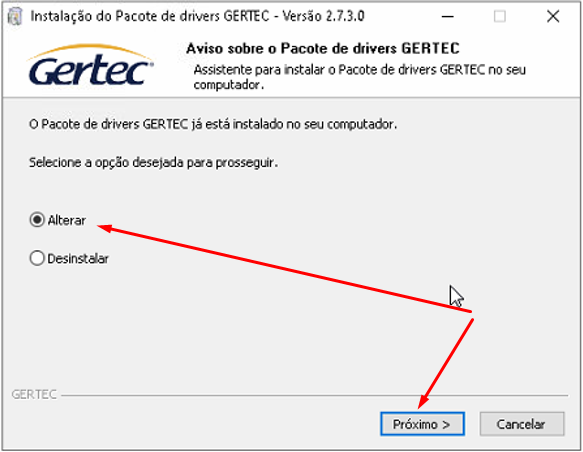 Instalação do Pacote de drivers GERTEC - Versão 2.7.3.0
Gertec
Aviso sobre o Pacote de drivers GERTEC
Assistente para instalar o Pacote de drivers GERTEC no seu
computador.
O Pacote de drivers GERTEC já está instalado no seu computador.
Selecione a opção desejada para prosseguir.
Alterar
Desinstalar
GERTEC
Próximo >
Cancelar